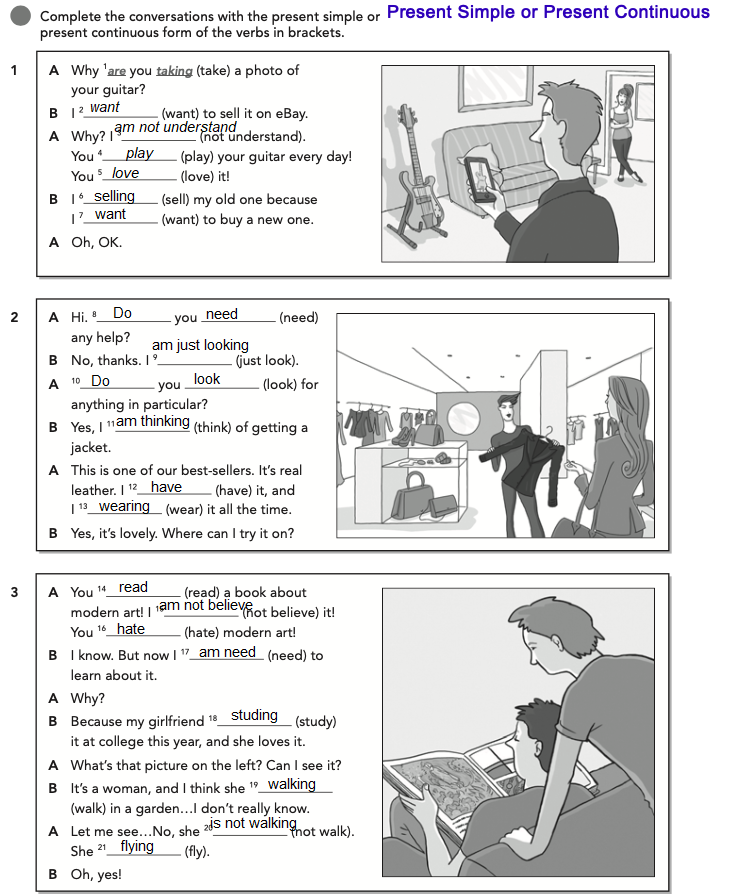 Complete the conversations with the present simple or
present continuous form of the verbs in brackets.
Present Simple or Present Continuous
1
A Why ¹are you taking (take) a photo of
your guitar?
B I ² want (want) to sell it on eBay.
A Why? I ³ am not understand (not understand).
You ⁴ play (play) your guitar every day!
You ⁵ love (love) it!
B I ⁶ selling (sell) my old one because
I ⁷ want (want) to buy a new one.
A Oh, OK.
2
A Hi. ⁸ Do you need (need)
any help?
B No, thanks. I ⁹ am just looking (just look).
A ¹⁰ Do you look (look) for
anything in particular?
B Yes, I ¹¹ am thinking (think) of getting a
jacket.
A This is one of our best-sellers. It's real
leather. I ¹² have (have) it, and
I ¹³ wearing (wear) it all the time.
B Yes, it's lovely. Where can I try it on?
3
A You ¹⁴ read (read) a book about
modern art! I ¹⁵ am not believe (not believe) it!
You ¹⁶ hate (hate) modern art!
B I know. But now I ¹⁷ am need (need) to
learn about it.
A Why?
B Because my girlfriend ¹⁸ studing (study)
it at college this year, and she loves it.
A What's that picture on the left? Can I see it?
B It's a woman, and I think she ¹⁹ walking
(walk) in a garden...I don't really know.
A Let me see...No, she ²⁰ is not walking (not walk).
She ²¹ flying (fly).
B Oh, yes!